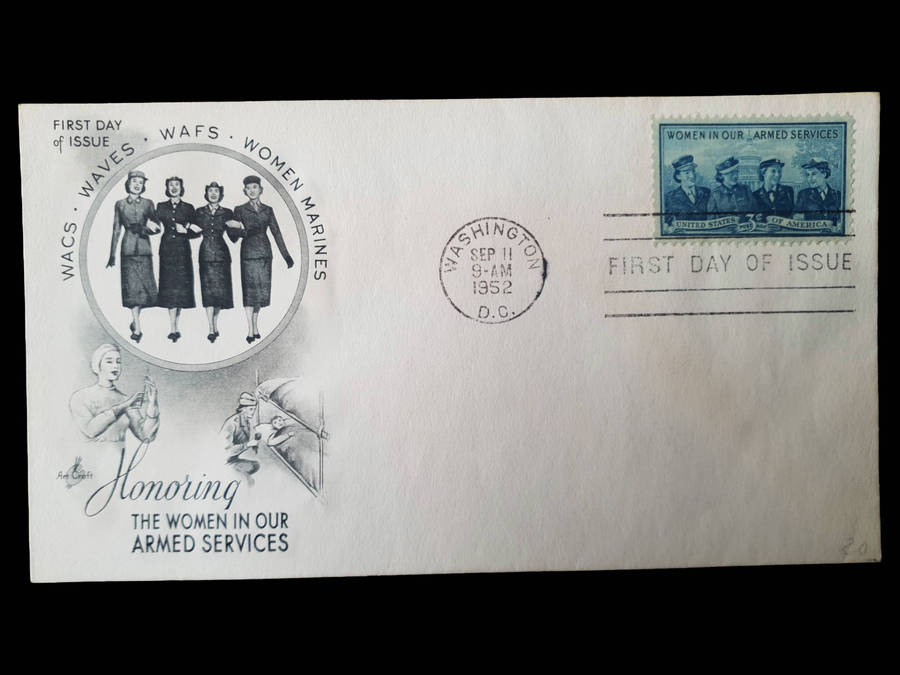 FIRST DAY
of ISSUE
WACS · WAVES · WAFS · WOMEN MARINES
Art Craft
Honoring
THE WOMEN IN OUR
ARMED SERVICES
WASHINGTON
SEP 11
9-AM
1952
D.C.
WOMEN IN OUR ARMED SERVICES
UNITED STATES 3¢ OF AMERICA
FIRST DAY OF ISSUE